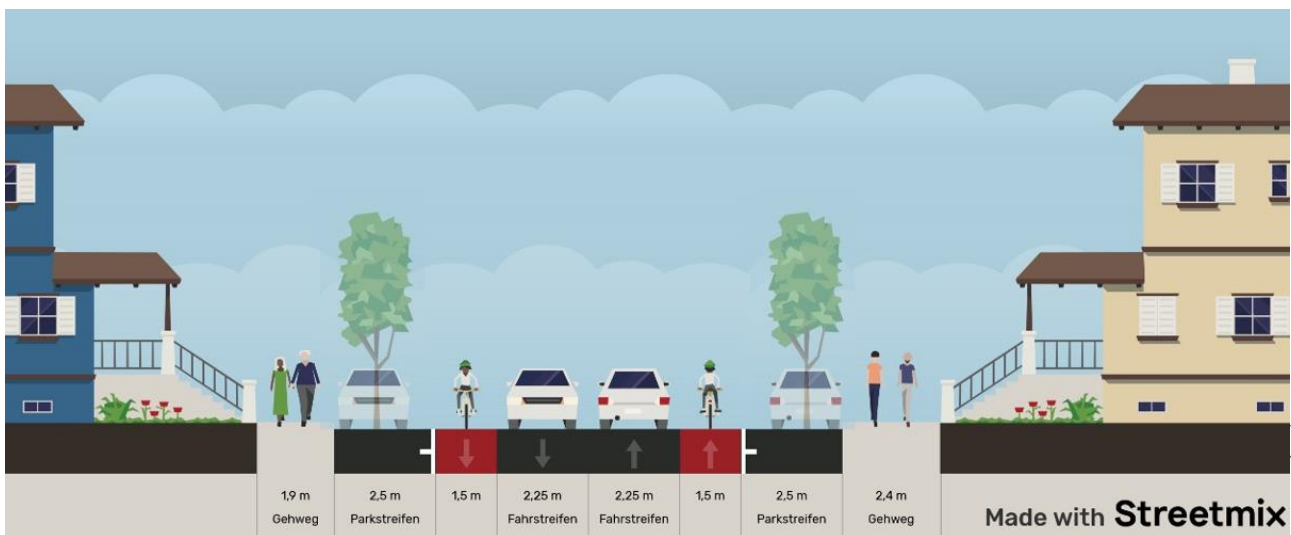 1,9 m
Gehweg
2,5 m
Parkstreifen
1,5 m
2,25 m
Fahrstreifen
2,25 m
Fahrstreifen
1,5 m
2,5 m
Parkstreifen
2,4 m
Gehweg
Made with Streetmix